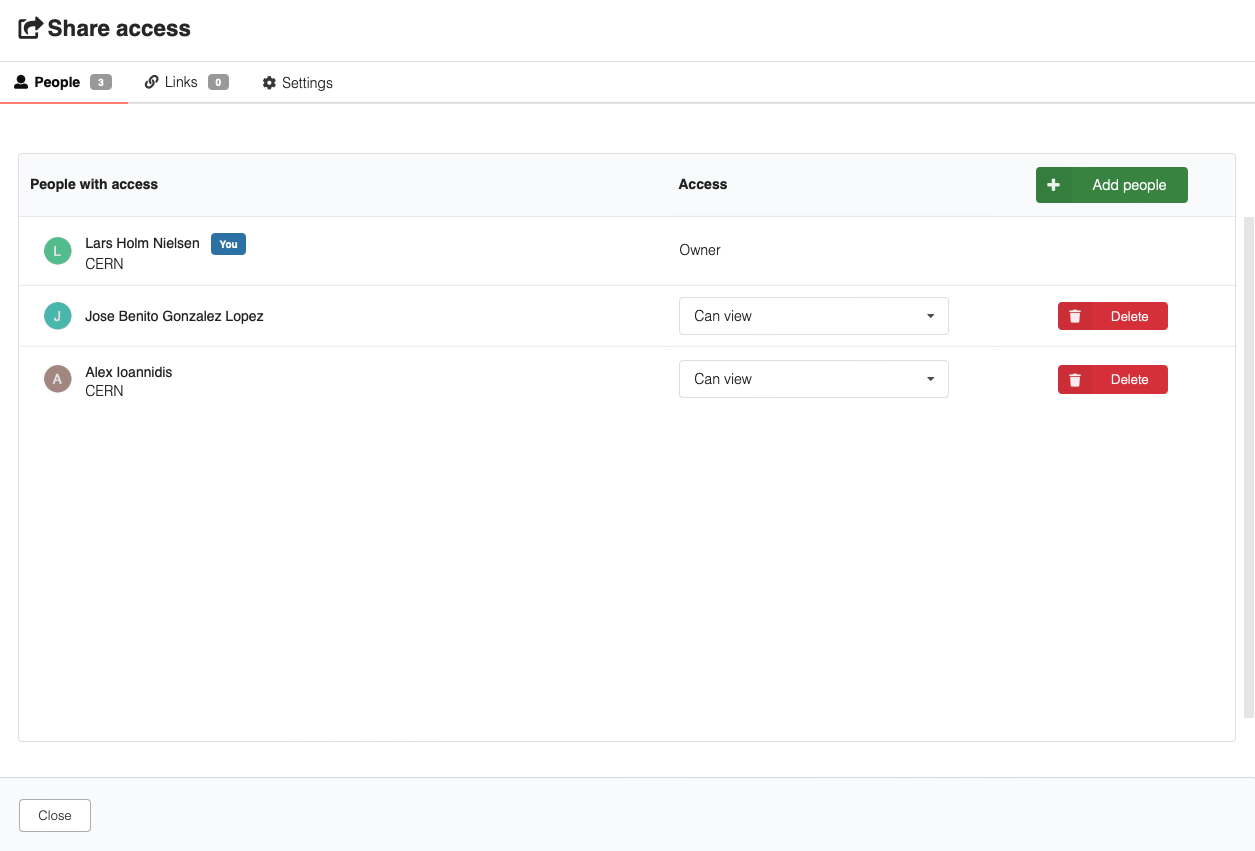 Share access
People 3 Links 0 Settings
People with access Access Add people
L Lars Holm Nielsen You
CERN
Owner
J Jose Benito Gonzalez Lopez Can view Delete
A Alex Ioannidis
CERN
Can view Delete
Close